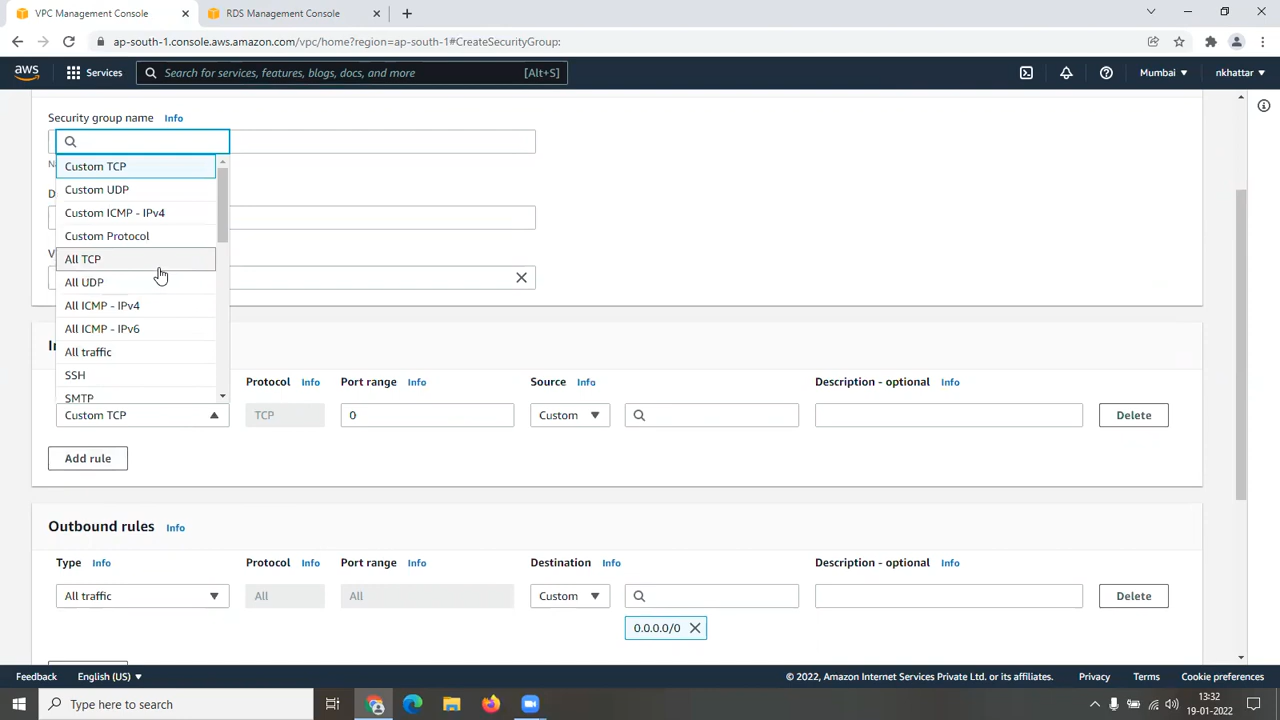 VPC Management Console
RDS Management Console
ap-south-1.console.aws.amazon.com/vpc/home?region=ap-south-1#CreateSecurityGroup:
aws
Services
Search for services, features, blogs, docs, and more
[Alt+S]
Mumbai
nkhattar
Security group name Info
Custom TCP
Custom UDP
Custom ICMP - IPv4
Custom Protocol
All TCP
All UDP
All ICMP - IPv4
All ICMP - IPv6
All traffic
SSH
SMTP
Protocol Info
Port range Info
Source Info
Description - optional Info
Custom TCP
TCP
0
Custom
Delete
Add rule
Outbound rules Info
Type Info
Protocol Info
Port range Info
Destination Info
Description - optional Info
All traffic
All
All
Custom
Delete
0.0.0.0/0
Feedback
English (US)
© 2022, Amazon Internet Services Private Ltd. or its affiliates.
Privacy
Terms
Cookie preferences
Type here to search
13:32
19-01-2022